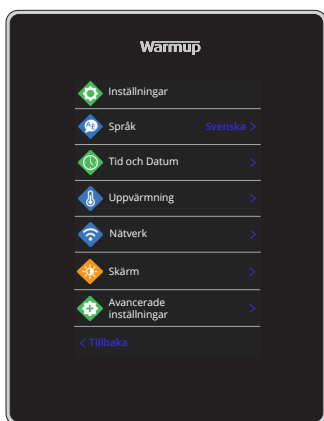 Warmup
Inställningar
Språk Svenska >
Tid och Datum >
Uppvärmning >
Nätverk >
Skärm >
Avancerade
inställningar >
< Tillbaka